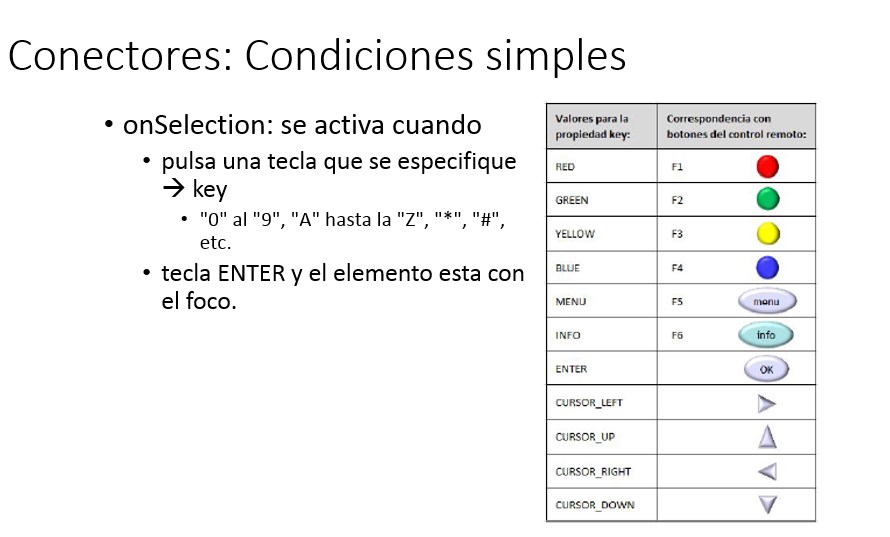 Conectores: Condiciones simples
• onSelection: se activa cuando
• pulsa una tecla que se especifique
→ key
• "0" al "9", "A" hasta la "Z", "*", "#",
etc.
• tecla ENTER y el elemento esta con
el foco.
Valores para la propiedad key: Correspondencia con botones del control remoto:
RED F1
GREEN F2
YELLOW F3
BLUE F4
MENU F5 menu
INFO F6 info
ENTER OK
CURSOR_LEFT
CURSOR_UP
CURSOR_RIGHT
CURSOR_DOWN